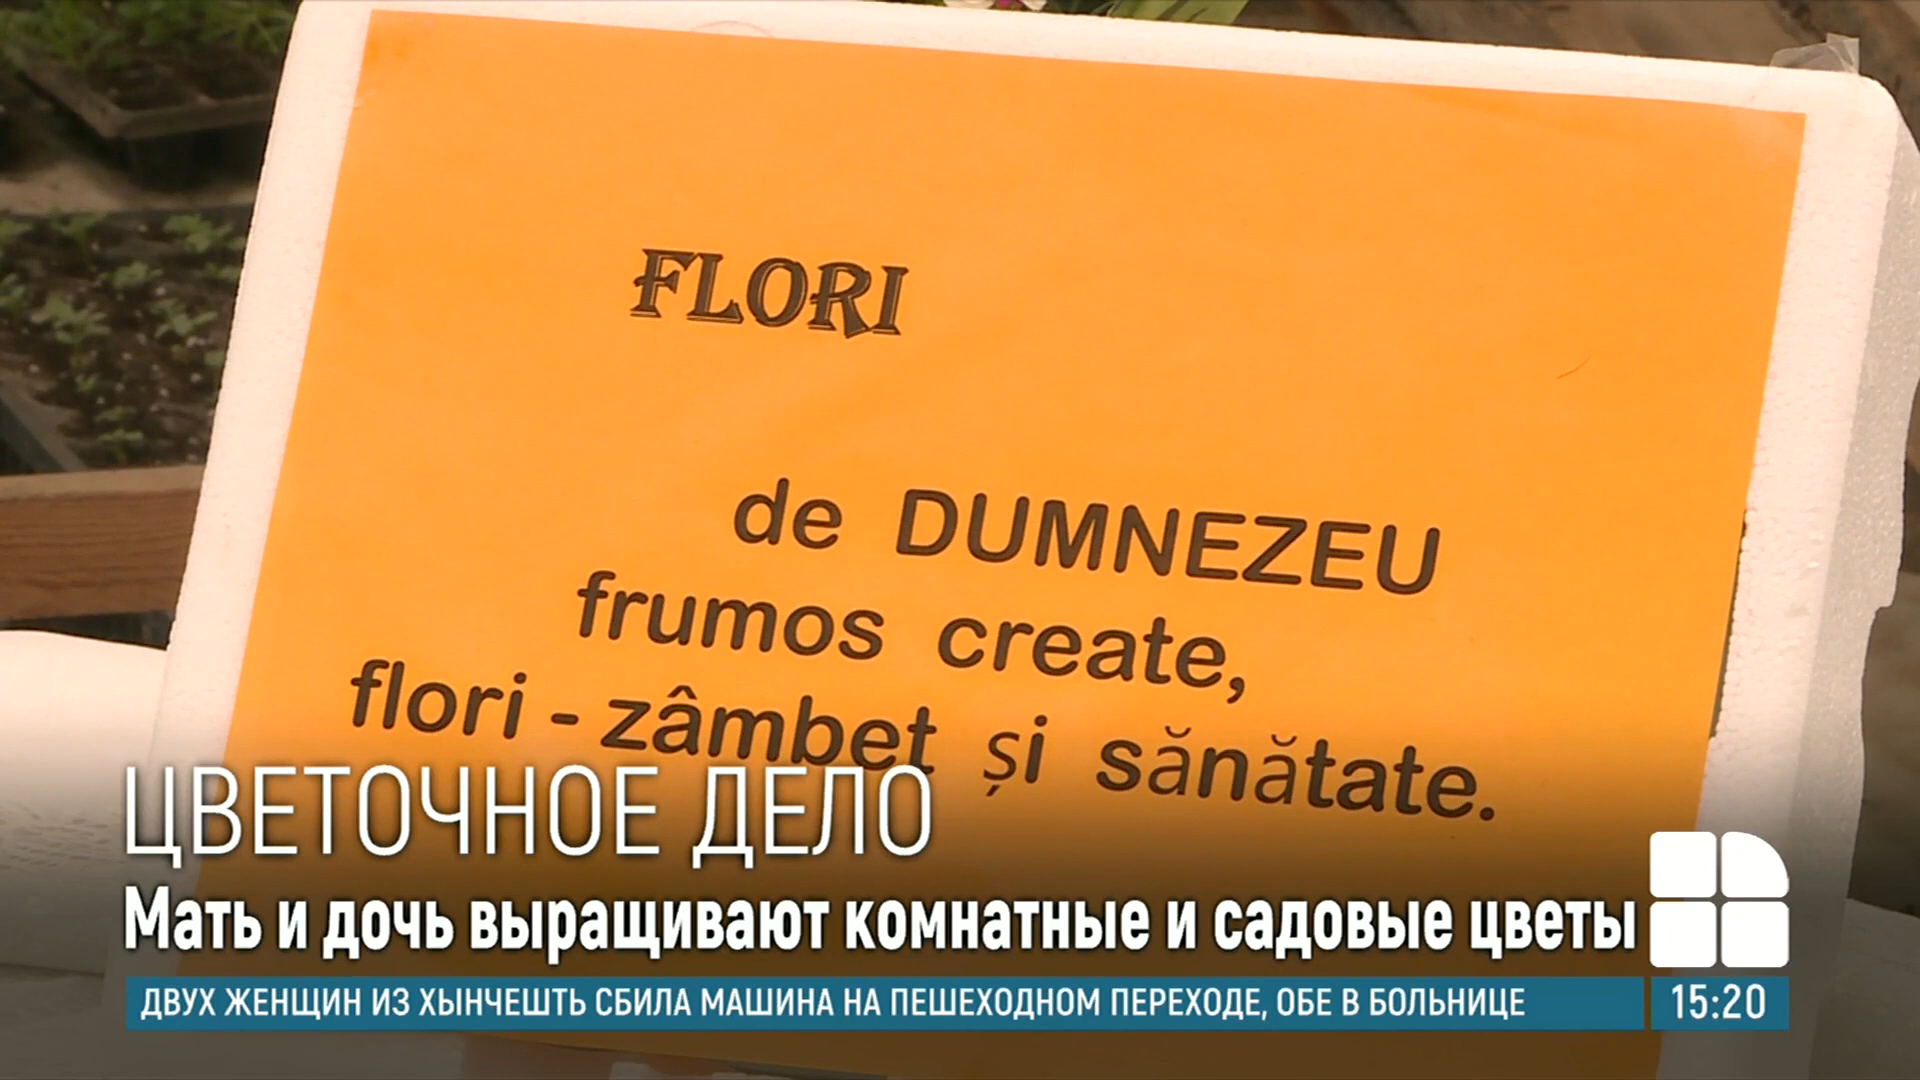 FLORI
de DUMNEZEU
frumos create,
flori - zâmbet și sănătate.
ЦВЕТОЧНОЕ ДЕЛО
Мать и дочь выращивают комнатные и садовые цветы
ДВУХ ЖЕНЩИН ИЗ ХЫНЧЕШТЬ СБИЛА МАШИНА НА ПЕШЕХОДНОМ ПЕРЕХОДЕ, ОБЕ В БОЛЬНИЦЕ
15:20